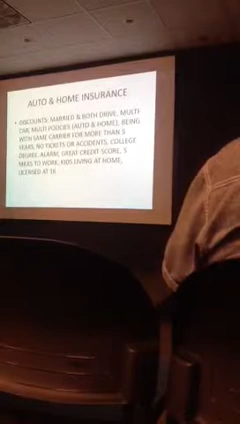 AUTO & HOME INSURANCE
• DISCOUNTS: MARRIED & BOTH DRIVE, MULTI
CAR, MULTI POLICIES (AUTO & HOME), BEING
WITH SAME CARRIER FOR MORE THAN 5
YEARS, NO TICKETS OR ACCIDENTS, COLLEGE
DEGREE, ALARM, GREAT CREDIT SCORE, 5
MILES TO WORK, KIDS LIVING AT HOME,
LICENSED AT 16